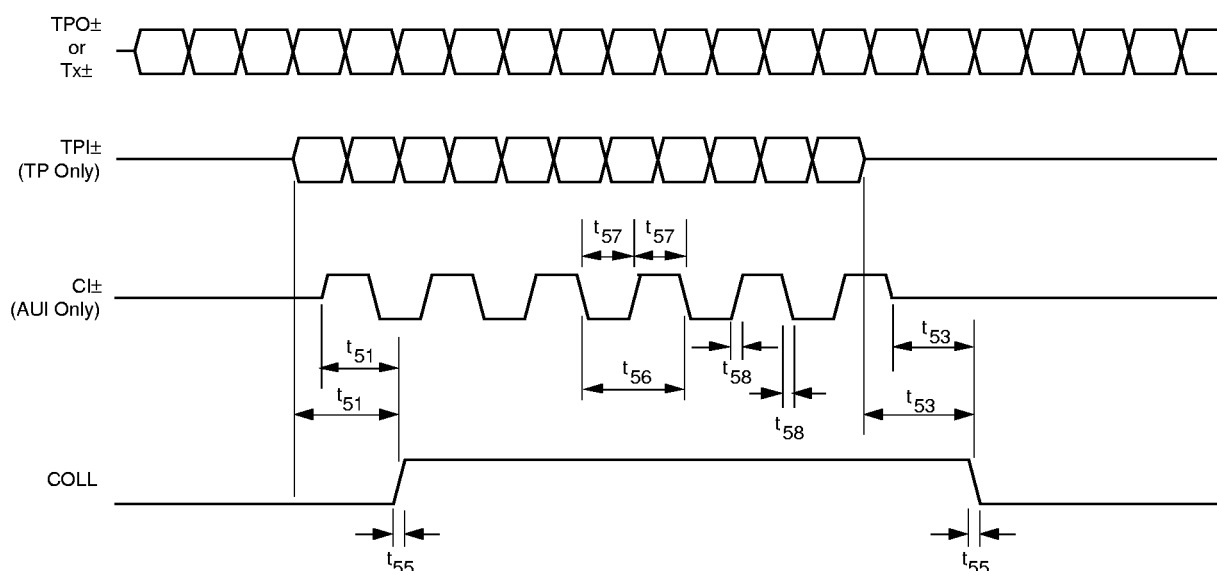 TPO±
or
Tx±
TPI±
(TP Only)
t57 t57
CI±
(AUI Only)
t51
t58
t53
t56
t51
t53
t58
COLL
t55
t55